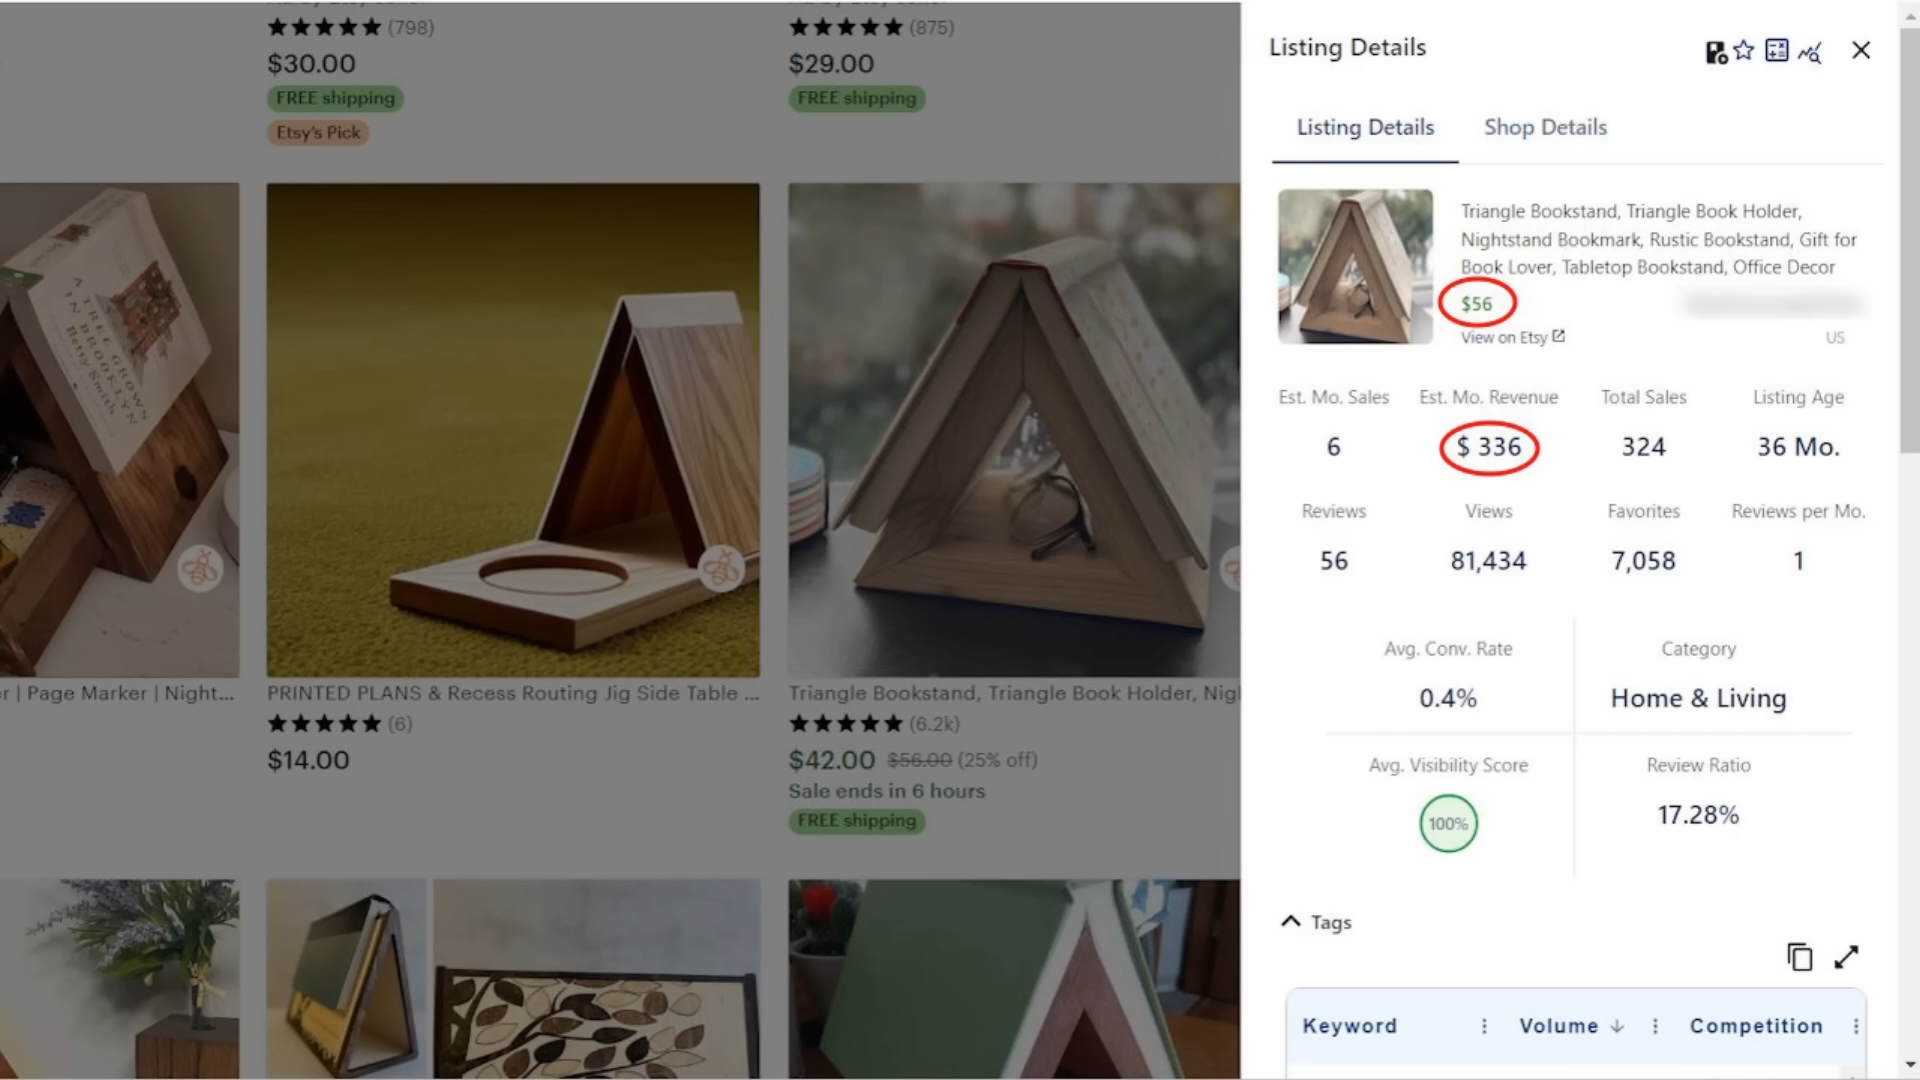 (798)
$30.00
FREE shipping
Etsy's Pick
(875)
$29.00
FREE shipping
A TREE GROWS
IN BROOKLYN
Betty Smith
r | Page Marker | Night...
PRINTED PLANS & Recess Routing Jig Side Table ...
(6)
$14.00
Triangle Bookstand, Triangle Book Holder, Nig
(6.2k)
$42.00 $56.00 (25% off)
Sale ends in 6 hours
FREE shipping
Listing Details
Listing Details
Shop Details
Triangle Bookstand, Triangle Book Holder,
Nightstand Bookmark, Rustic Bookstand, Gift for
Book Lover, Tabletop Bookstand, Office Decor
$56
View on Etsy
US
Est. Mo. Sales
6
Est. Mo. Revenue
$ 336
Total Sales
324
Listing Age
36 Mo.
Reviews
56
Views
81,434
Favorites
7,058
Reviews per Mo.
1
Avg. Conv. Rate
0.4%
Category
Home & Living
Avg. Visibility Score
100%
Review Ratio
17.28%
Tags
Keyword
Volume
Competition